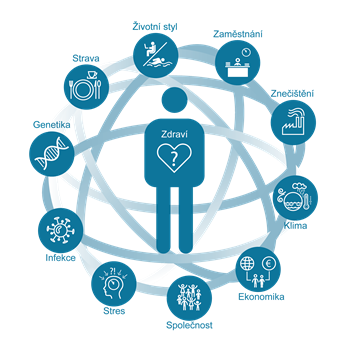 Životní styl
Zaměstnání
Strava
Znečištění
Genetika
Zdraví
?
Klima
Infekce
€
?!
Ekonomika
Stres
Společnost